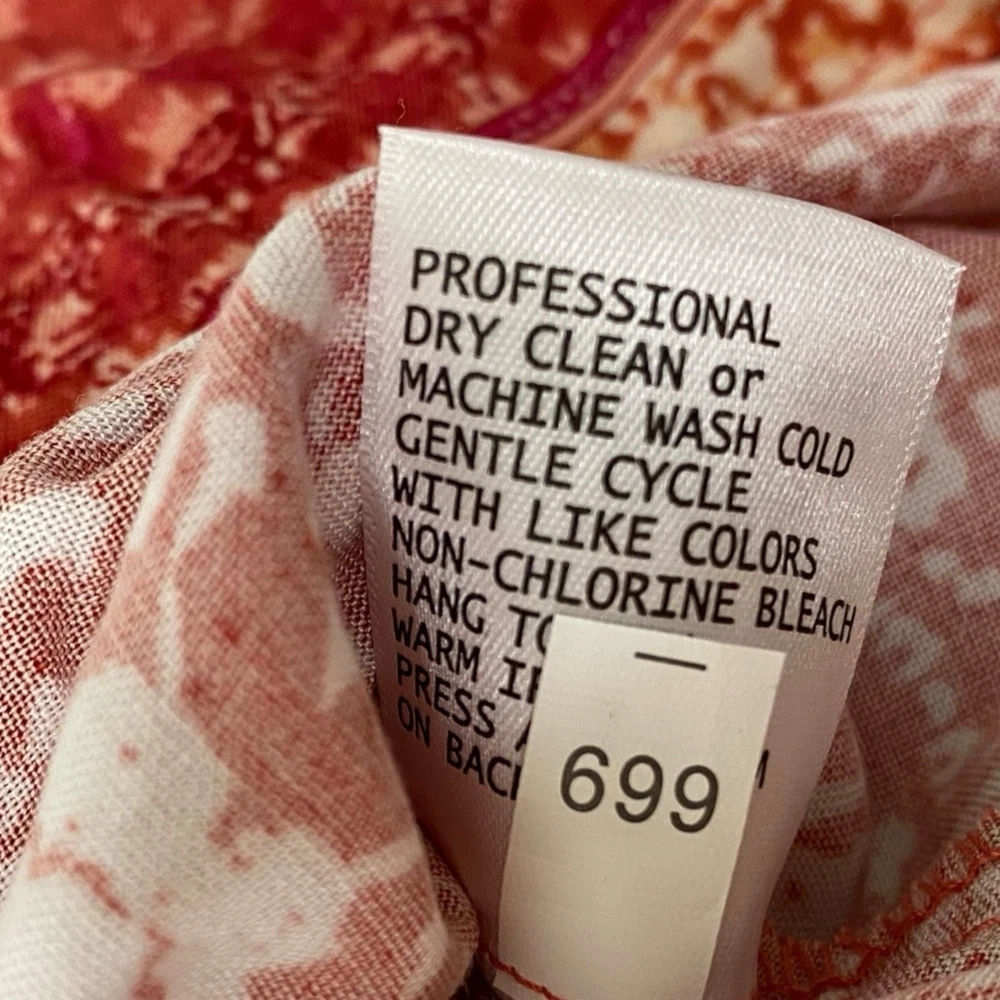 PROFESSIONAL
DRY CLEAN or
MACHINE WASH COLD
GENTLE CYCLE
WITH LIKE COLORS
NON-CHLORINE BLEACH
HANG
WARM
PRESS
ON
699